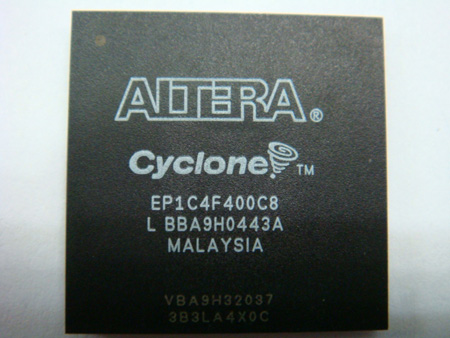 ALTERA®
Cyclone™
EP1C4F400C8
L BBA9H0443A
MALAYSIA
VBA9H32037
3B3LA4X0C